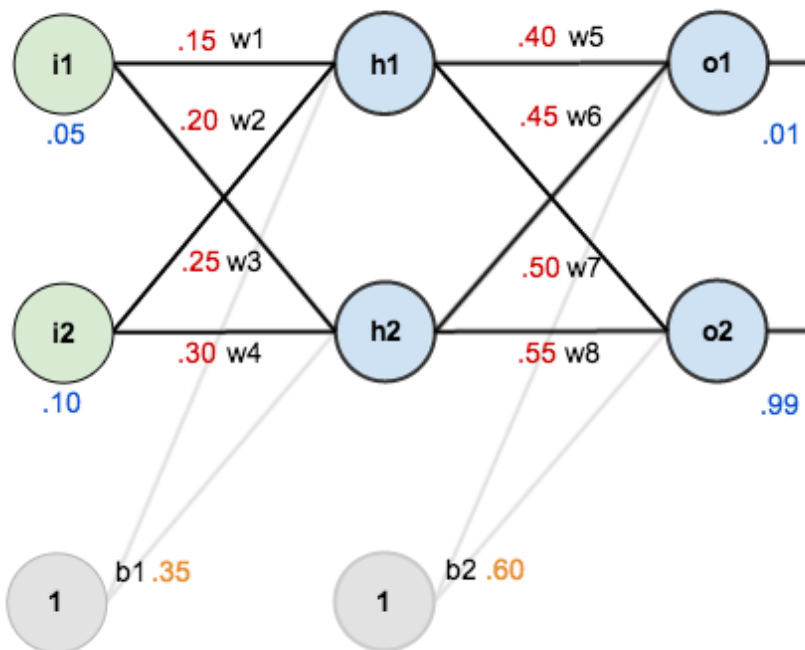 .15 w1
.40 w5
i1
h1
o1
.20 w2
.45 w6
.05
.01
.25 w3
.50 w7
i2
h2
o2
.30 w4
.55 w8
.10
.99
b1 .35
b2 .60
1
1